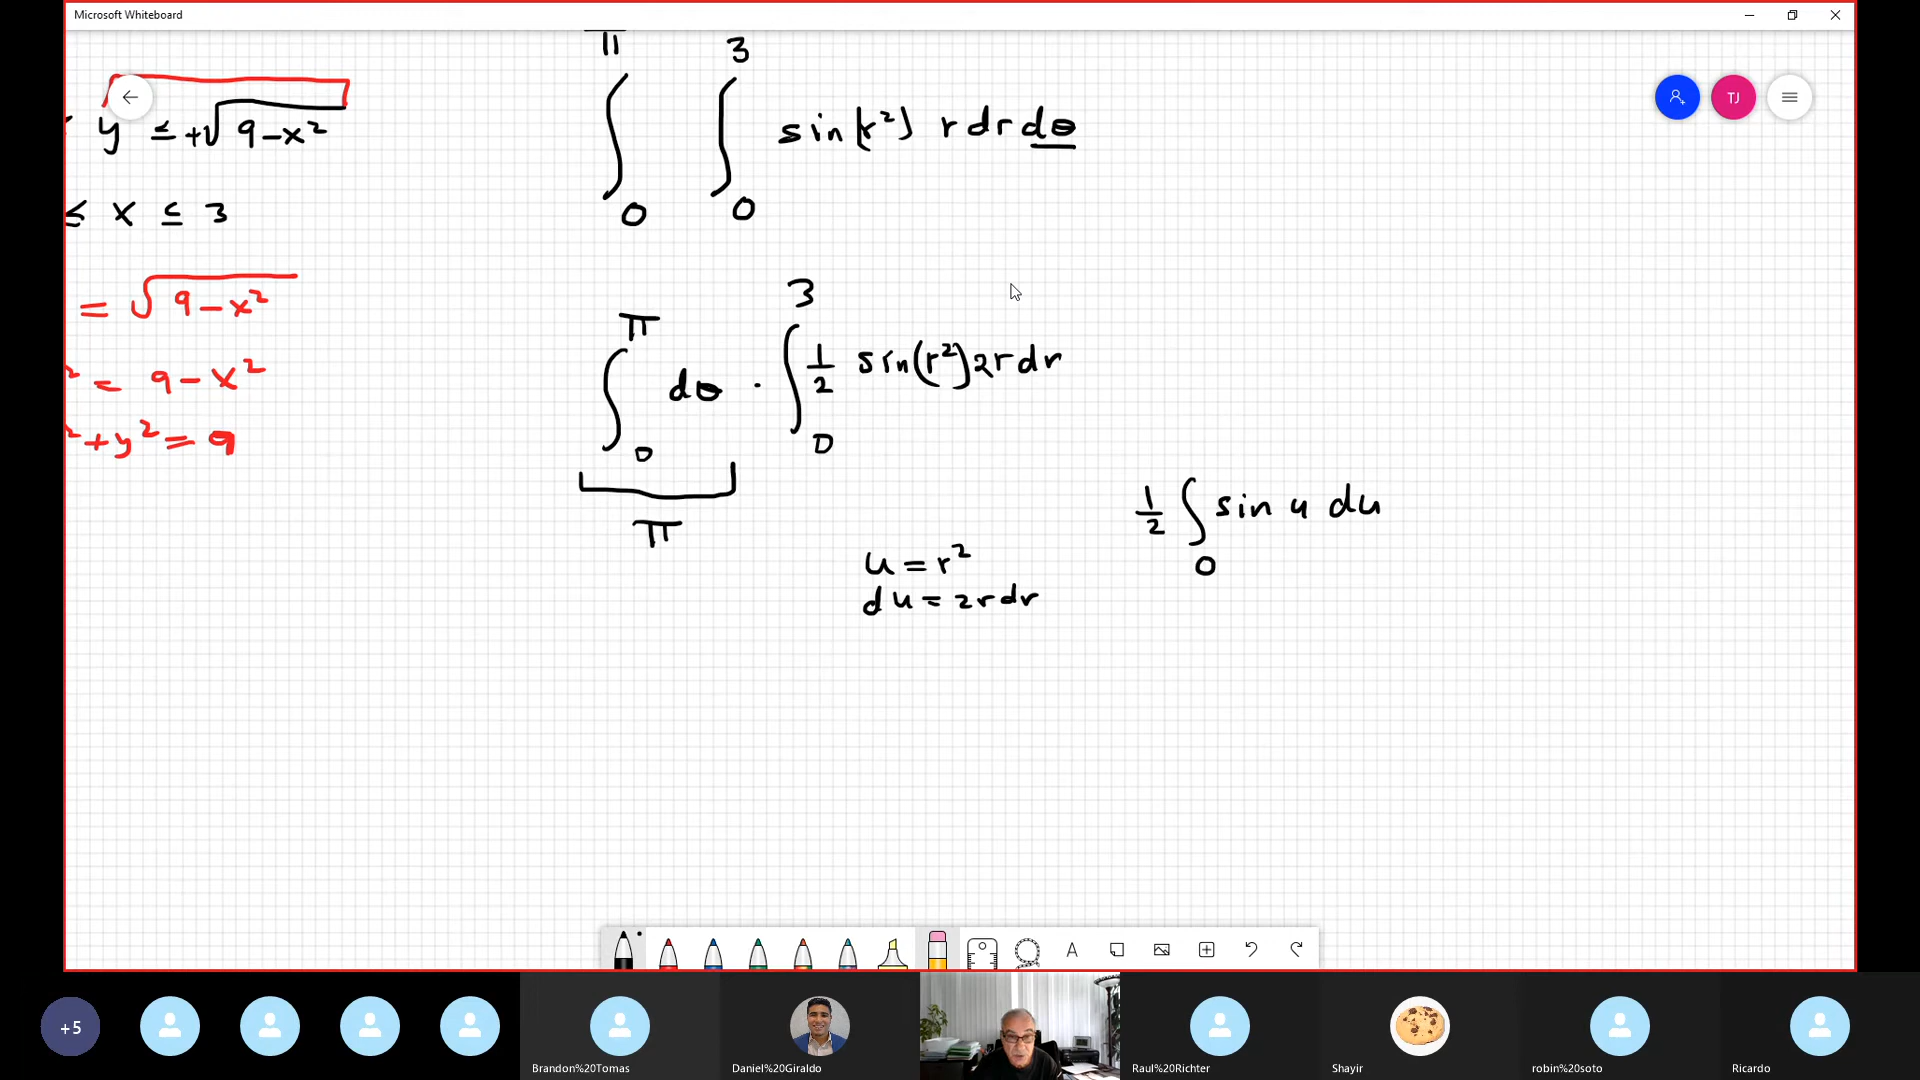 Microsoft Whiteboard
y ≤ +√9-x²
≤ x ≤ 3
= √9-x²
² = 9-x²
²+y² = 9
π 3
∫ ∫ sin(r²) r dr dθ
0 0
π 3
∫ dθ · ∫ 1/2 sin(r²) 2r dr
0 0
π
u = r²
du = 2r dr
1/2 ∫ sin u du
0
TJ
A
+5
Brandon%20Tomas
Daniel%20Giraldo
Raul%20Richter
Shayir
robin%20soto
Ricardo